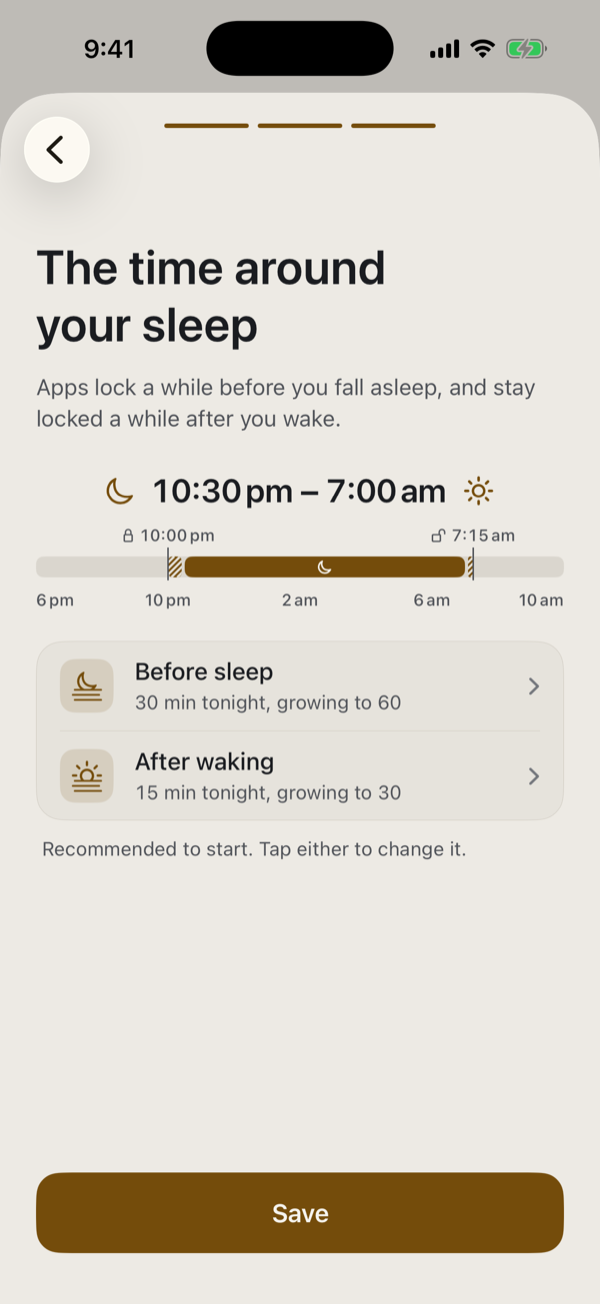 9:41
The time around
your sleep
Apps lock a while before you fall asleep, and stay
locked a while after you wake.
10:30 pm – 7:00 am
10:00 pm
7:15 am
6 pm
10 pm
2 am
6 am
10 am
Before sleep
30 min tonight, growing to 60
After waking
15 min tonight, growing to 30
Recommended to start. Tap either to change it.
Save